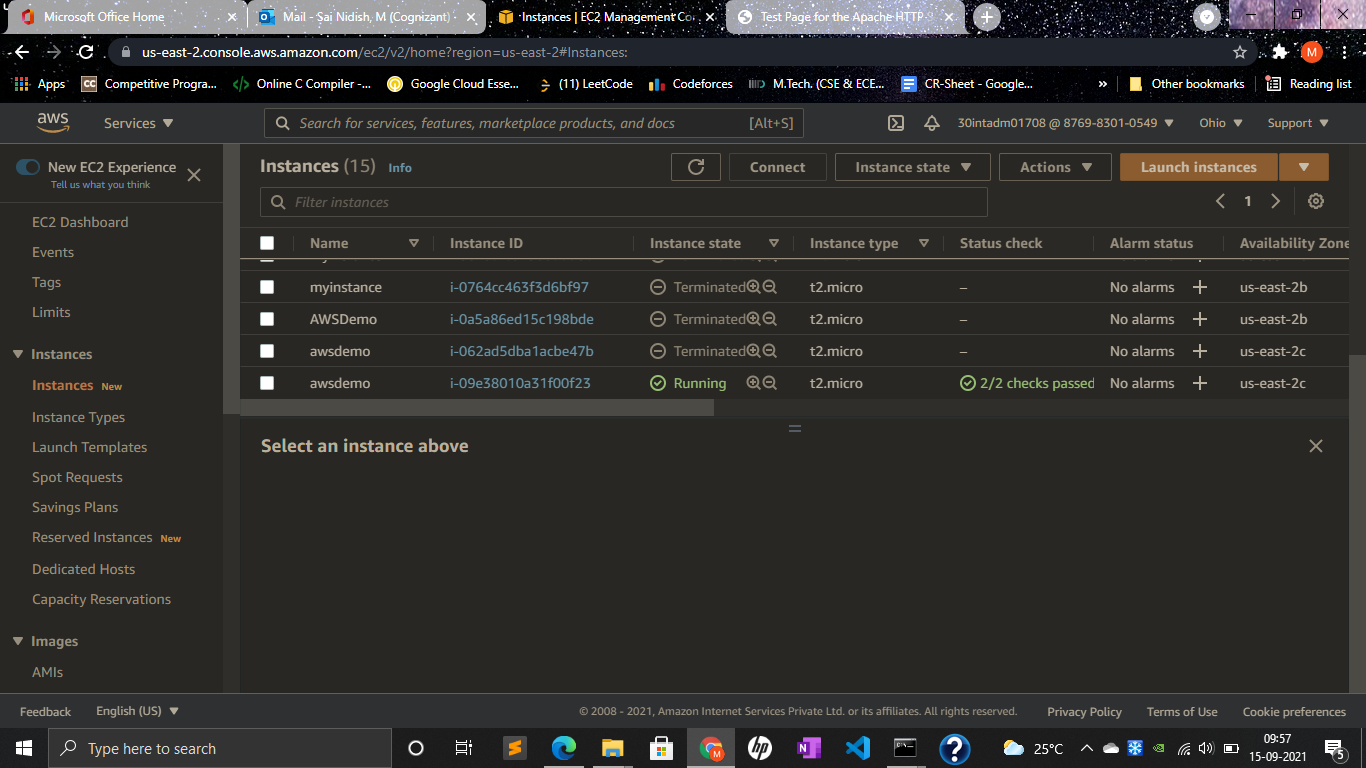 Microsoft Office Home
Mail - Sai Nidish, M (Cognizant) -
Instances | EC2 Management Co
Test Page for the Apache HTTP
us-east-2.console.aws.amazon.com/ec2/v2/home?region=us-east-2#Instances:
M
Apps
CC Competitive Progra...
Online C Compiler -...
Google Cloud Esse...
(11) LeetCode
Codeforces
M.Tech. (CSE & ECE...
CR-Sheet - Google...
»
Other bookmarks
Reading list
aws
Services
Search for services, features, marketplace products, and docs [Alt+S]
30intadm01708 @ 8769-8301-0549
Ohio
Support
New EC2 Experience
Tell us what you think
EC2 Dashboard
Events
Tags
Limits
Instances
Instances New
Instance Types
Launch Templates
Spot Requests
Savings Plans
Reserved Instances New
Dedicated Hosts
Capacity Reservations
Images
AMIs
Instances (15) Info
Connect
Instance state
Actions
Launch instances
Filter instances
1
Name Instance ID Instance state Instance type Status check Alarm status Availability Zone
myinstance i-0764cc463f3d6bf97 Terminated t2.micro – No alarms + us-east-2b
AWSDemo i-0a5a86ed15c198bde Terminated t2.micro – No alarms + us-east-2b
awsdemo i-062ad5dba1acbe47b Terminated t2.micro – No alarms + us-east-2c
awsdemo i-09e38010a31f00f23 Running t2.micro 2/2 checks passed No alarms + us-east-2c
Select an instance above
Feedback
English (US)
© 2008 - 2021, Amazon Internet Services Private Ltd. or its affiliates. All rights reserved.
Privacy Policy
Terms of Use
Cookie preferences
Type here to search
25°C
09:57
15-09-2021
5